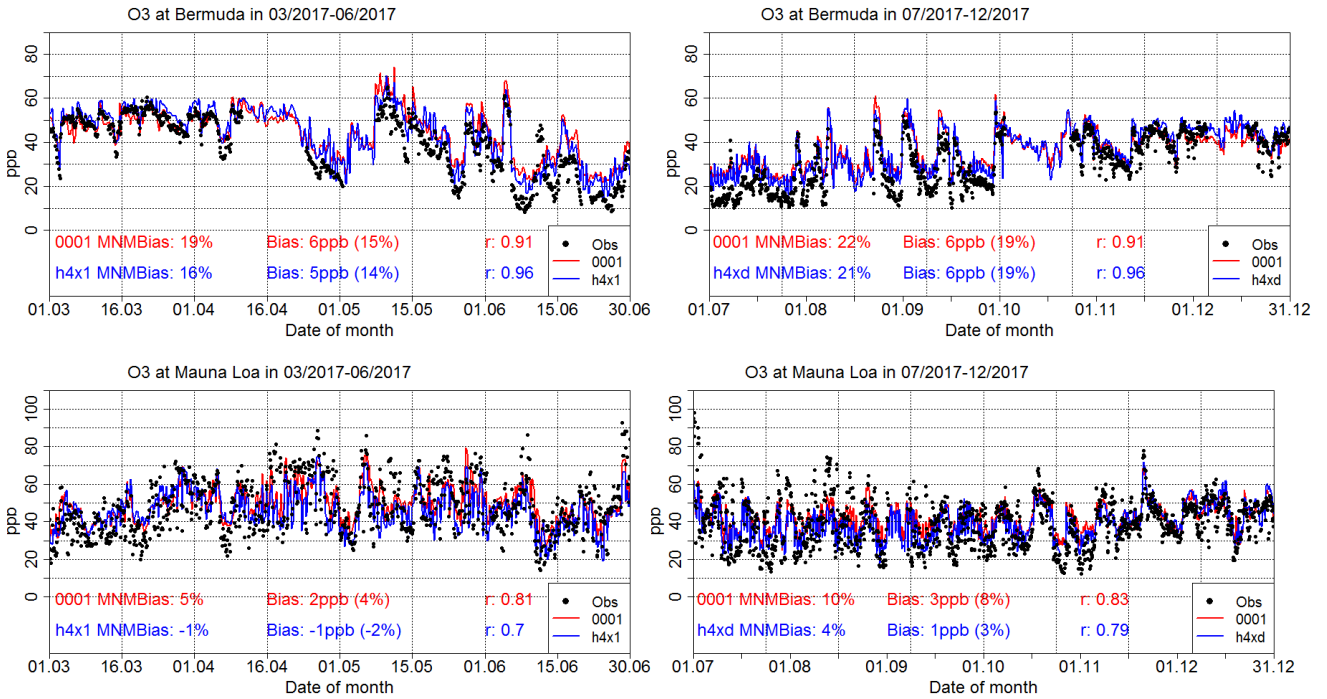 O3 at Bermuda in 03/2017-06/2017
ppp
0 20 40 60 80
0001 MNMBias: 19% Bias: 6ppb (15%) r: 0.91
h4x1 MNMBias: 16% Bias: 5ppb (14%) r: 0.96
Obs
0001
h4x1
01.03 16.03 01.04 16.04 01.05 15.05 01.06 15.06 30.06
Date of month
O3 at Bermuda in 07/2017-12/2017
ppp
0 20 40 60 80
0001 MNMBias: 22% Bias: 6ppb (19%) r: 0.91
h4xd MNMBias: 21% Bias: 6ppb (19%) r: 0.96
Obs
0001
h4xd
01.07 01.08 01.09 01.10 01.11 01.12 31.12
Date of month
O3 at Mauna Loa in 03/2017-06/2017
ppp
0 20 40 60 80 100
0001 MNMBias: 5% Bias: 2ppb (4%) r: 0.81
h4x1 MNMBias: -1% Bias: -1ppb (-2%) r: 0.7
Obs
0001
h4x1
01.03 16.03 01.04 16.04 01.05 15.05 01.06 15.06 30.06
Date of month
O3 at Mauna Loa in 07/2017-12/2017
ppp
0 20 40 60 80 100
0001 MNMBias: 10% Bias: 3ppb (8%) r: 0.83
h4xd MNMBias: 4% Bias: 1ppb (3%) r: 0.79
Obs
0001
h4xd
01.07 01.08 01.09 01.10 01.11 01.12 31.12
Date of month